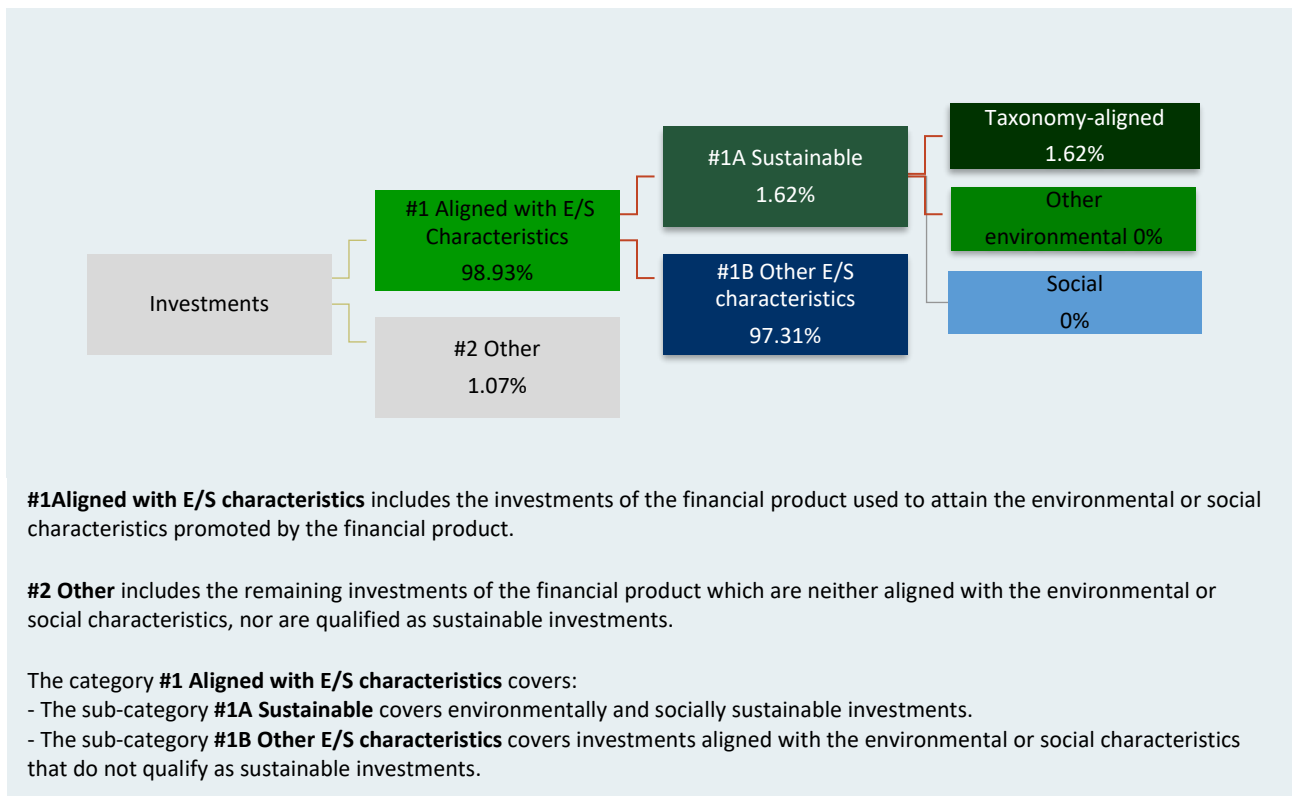 Taxonomy-aligned
1.62%
#1A Sustainable
1.62%
Other
environmental 0%
#1 Aligned with E/S
Characteristics
98.93%
#1B Other E/S
characteristics
97.31%
Social
0%
Investments
#2 Other
1.07%
#1Aligned with E/S characteristics includes the investments of the financial product used to attain the environmental or social
characteristics promoted by the financial product.
#2 Other includes the remaining investments of the financial product which are neither aligned with the environmental or
social characteristics, nor are qualified as sustainable investments.
The category #1 Aligned with E/S characteristics covers:
- The sub-category #1A Sustainable covers environmentally and socially sustainable investments.
- The sub-category #1B Other E/S characteristics covers investments aligned with the environmental or social characteristics
that do not qualify as sustainable investments.